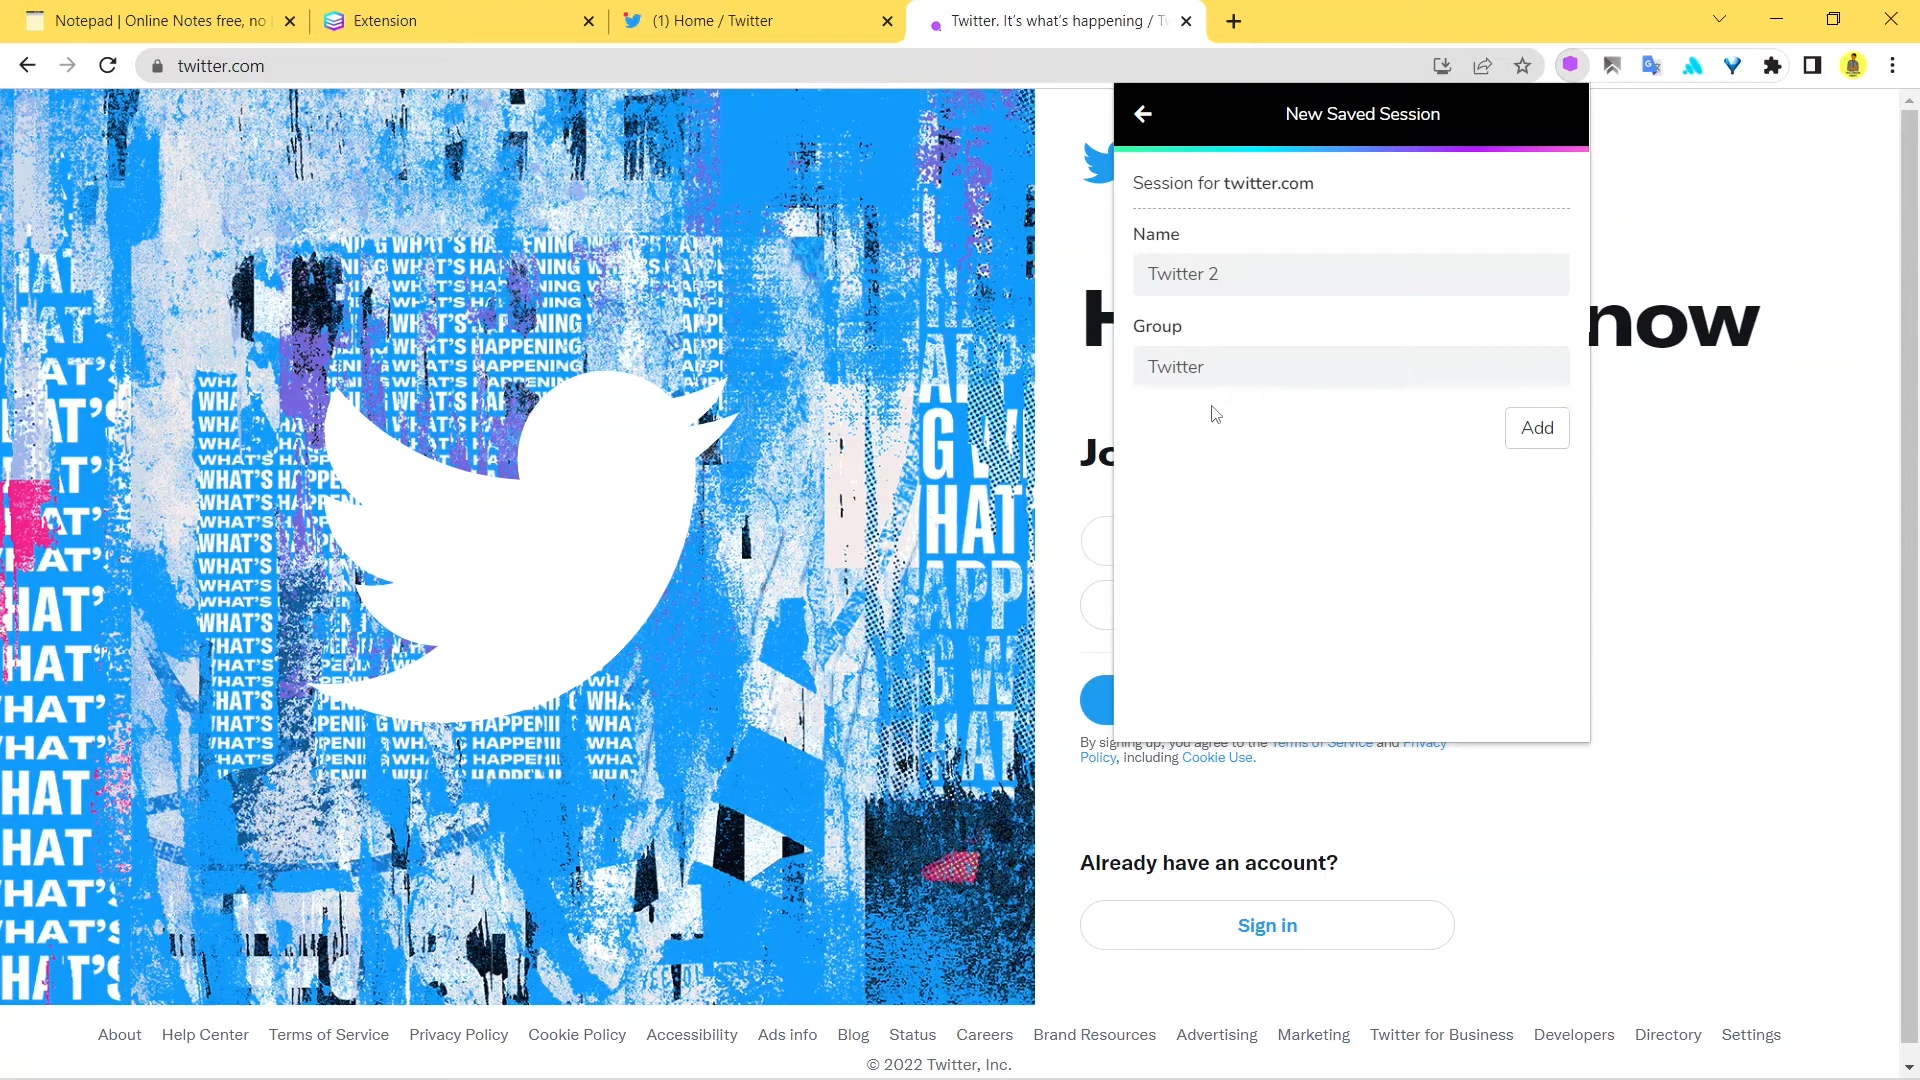 Notepad | Online Notes free, no
Extension
(1) Home / Twitter
Twitter. It's what's happening / Tw
twitter.com
New Saved Session
Session for twitter.com
Name
Twitter 2
Group
Twitter
Add
now
Jo
By signing up, you agree to the Terms of Service and Privacy
Policy, including Cookie Use.
Already have an account?
Sign in
About Help Center Terms of Service Privacy Policy Cookie Policy Accessibility Ads info Blog Status Careers Brand Resources Advertising Marketing Twitter for Business Developers Directory Settings
© 2022 Twitter, Inc.